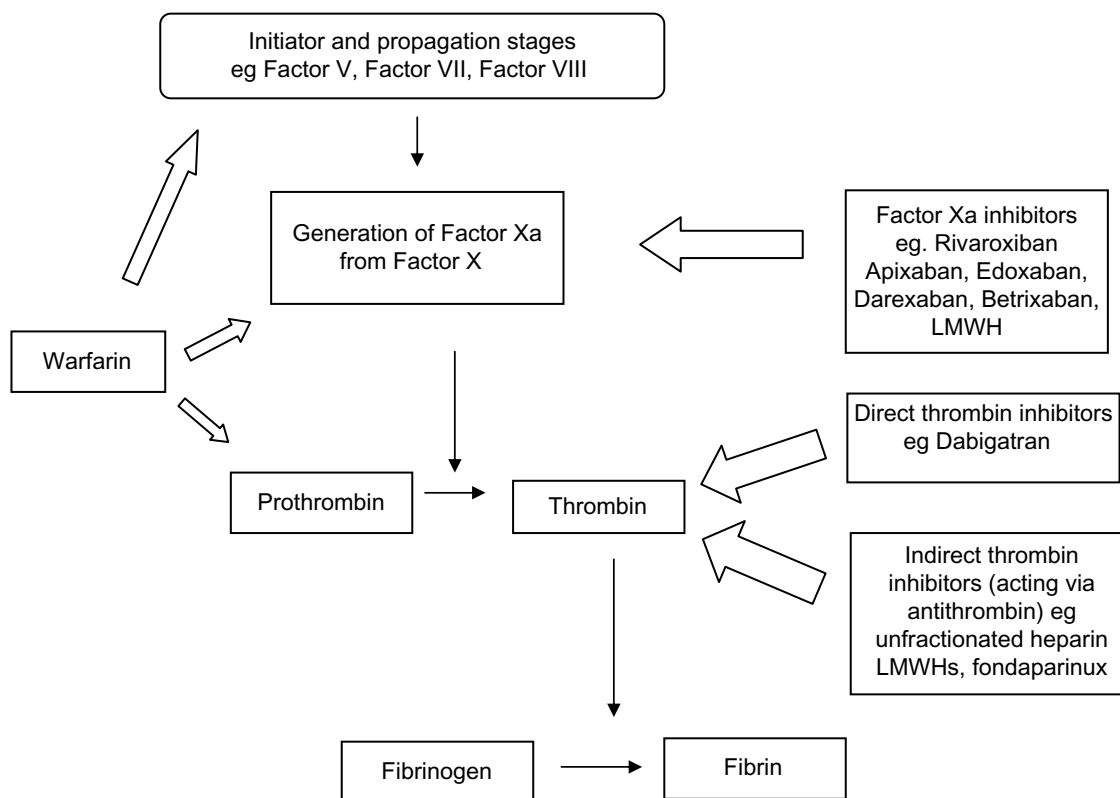 Initiator and propagation stages
eg Factor V, Factor VII, Factor VIII
Generation of Factor Xa
from Factor X
Factor Xa inhibitors
eg. Rivaroxiban
Apixaban, Edoxaban,
Darexaban, Betrixaban,
LMWH
Warfarin
Direct thrombin inhibitors
eg Dabigatran
Prothrombin
Thrombin
Indirect thrombin
inhibitors (acting via
antithrombin) eg
unfractionated heparin
LMWHs, fondaparinux
Fibrinogen
Fibrin